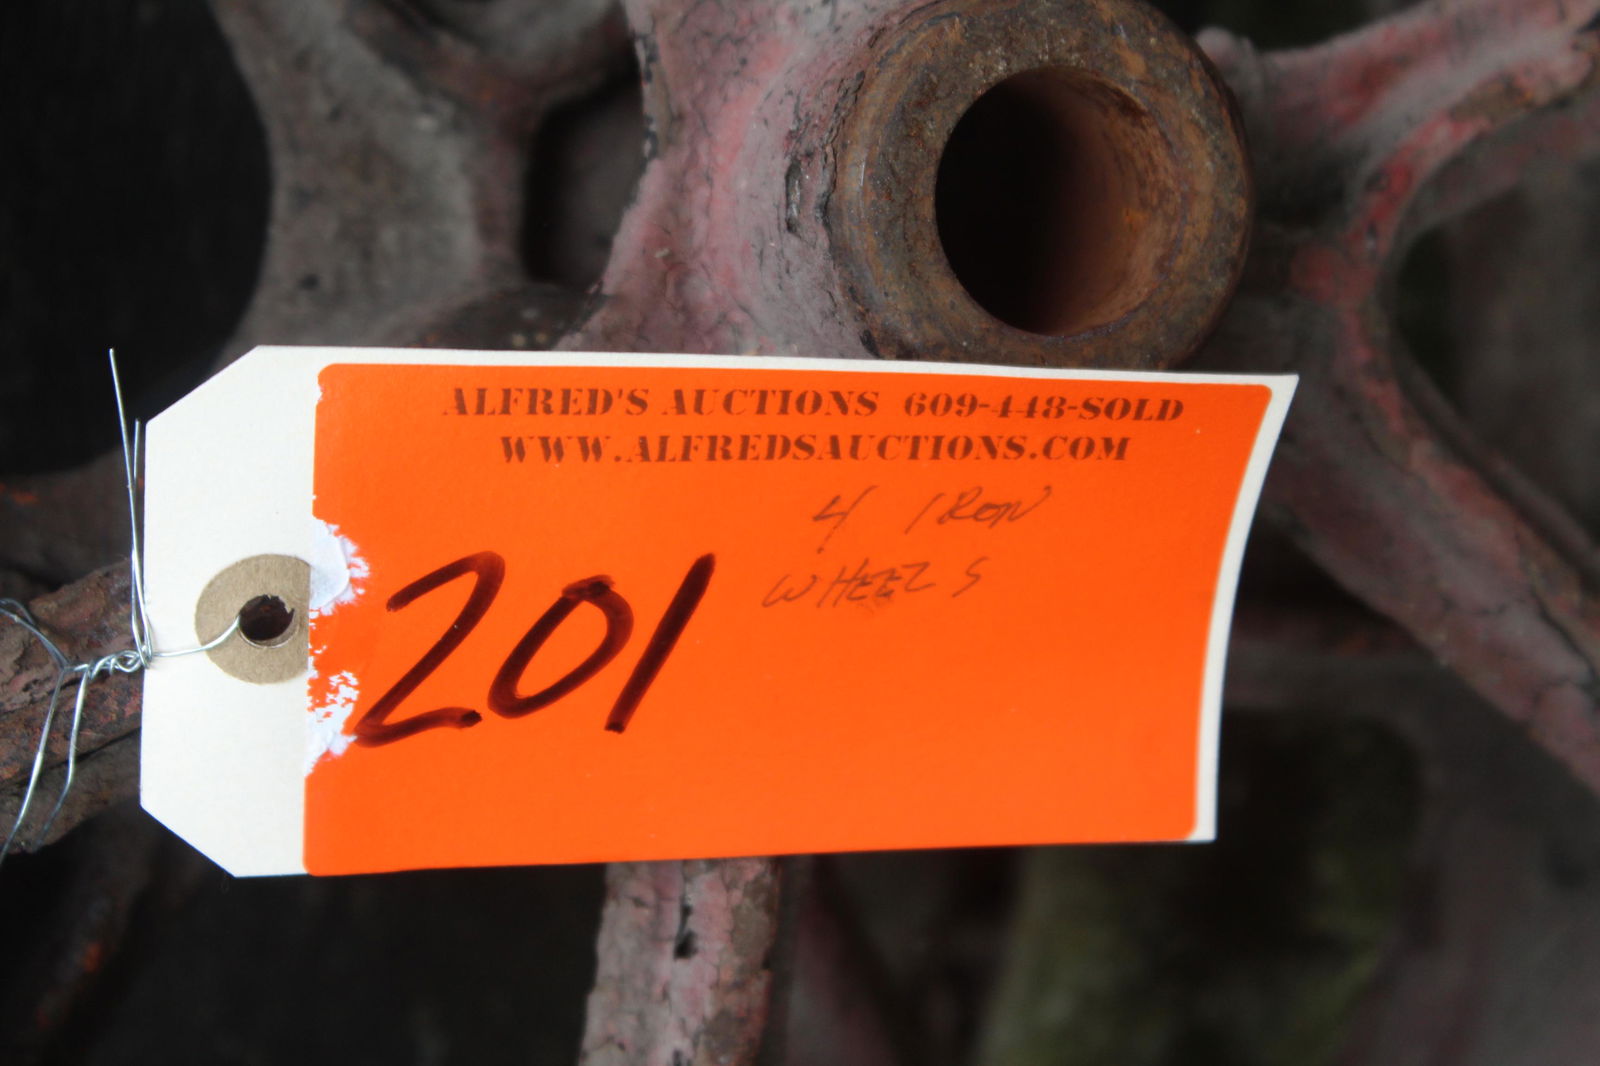 ALFRED'S AUCTIONS 609-448-SOLD
WWW.ALFREDSAUCTIONS.COM
4 IRON
WHEELS
201